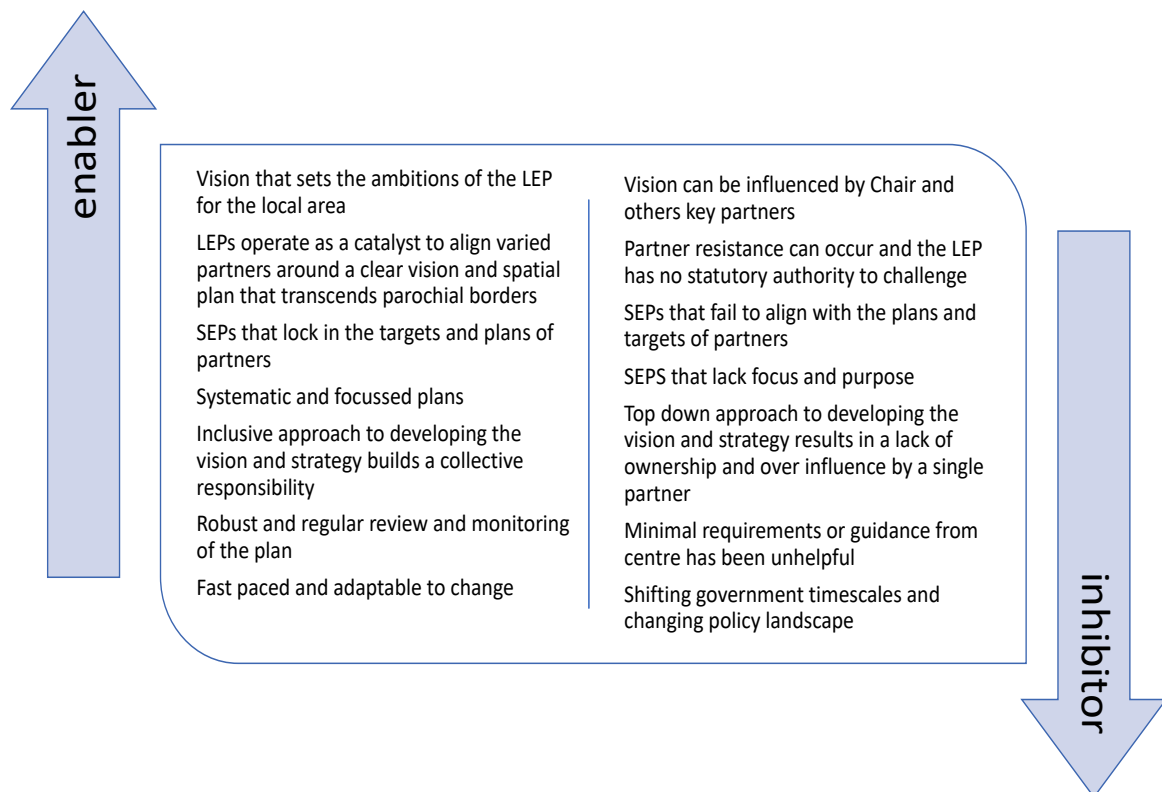 enabler
Vision that sets the ambitions of the LEP
for the local area
LEPs operate as a catalyst to align varied
partners around a clear vision and spatial
plan that transcends parochial borders
SEPs that lock in the targets and plans of
partners
Systematic and focussed plans
Inclusive approach to developing the
vision and strategy builds a collective
responsibility
Robust and regular review and monitoring
of the plan
Fast paced and adaptable to change
Vision can be influenced by Chair and
others key partners
Partner resistance can occur and the LEP
has no statutory authority to challenge
SEPs that fail to align with the plans and
targets of partners
SEPS that lack focus and purpose
Top down approach to developing the
vision and strategy results in a lack of
ownership and over influence by a single
partner
Minimal requirements or guidance from
centre has been unhelpful
Shifting government timescales and
changing policy landscape
inhibitor